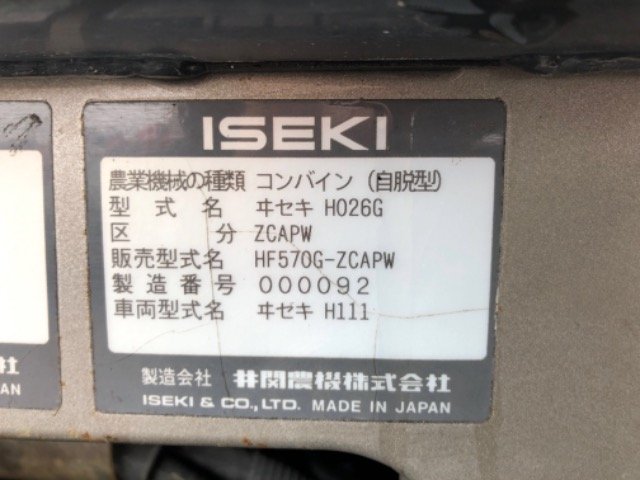 ISEKI
農業機械の種類 コンバイン (自脱型)
型式名 ヰセキ HO26G
区分 ZCAPW
販売型式名 HF570G-ZCAPW
製造番号 000092
車両型式名 ヰセキ H111
製造会社 井関農機株式会社
ISEKI & CO., LTD. MADE IN JAPAN
社
PAN